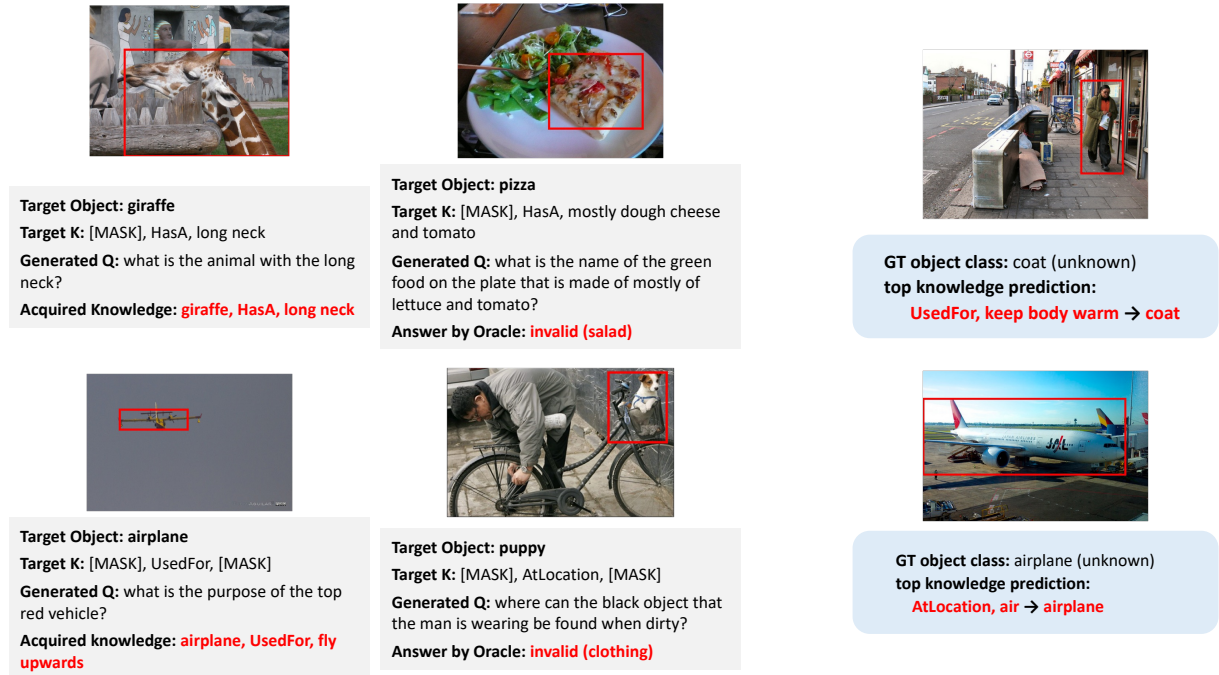 Target Object: giraffe
Target K: [MASK], HasA, long neck
Generated Q: what is the animal with the long
neck?
Acquired Knowledge: giraffe, HasA, long neck
Target Object: pizza
Target K: [MASK], HasA, mostly dough cheese
and tomato
Generated Q: what is the name of the green
food on the plate that is made of mostly of
lettuce and tomato?
Answer by Oracle: invalid (salad)
GT object class: coat (unknown)
top knowledge prediction:
UsedFor, keep body warm → coat
Target Object: airplane
Target K: [MASK], UsedFor, [MASK]
Generated Q: what is the purpose of the top
red vehicle?
Acquired knowledge: airplane, UsedFor, fly
upwards
Target Object: puppy
Target K: [MASK], AtLocation, [MASK]
Generated Q: where can the black object that
the man is wearing be found when dirty?
Answer by Oracle: invalid (clothing)
JAL
GT object class: airplane (unknown)
top knowledge prediction:
AtLocation, air → airplane